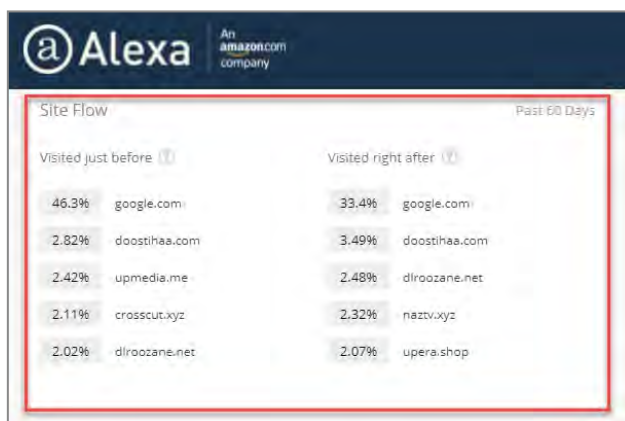 a Alexa
An
amazon.com
company
Site Flow Past 60 Days
Visited just before ? Visited right after ?
46.3% google.com 33.4% google.com
2.82% doostihaa.com 3.49% doostihaa.com
2.42% upmedia.me 2.48% dlroozane.net
2.11% crosscut.xyz 2.32% naztv.xyz
2.02% dlroozane.net 2.07% upera.shop